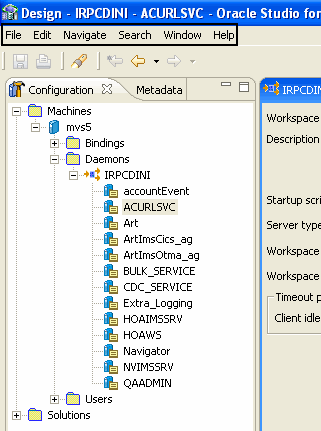 Design - IRPCDINI - ACURLSVC - Oracle Studio for
File Edit Navigate Search Window Help
Configuration Metadata
Machines
mvs5
Bindings
Daemons
IRPCDINI
accountEvent
ACURLSVC
Art
ArtImsCics_ag
ArtImsOtma_ag
BULK_SERVICE
CDC_SERVICE
Extra_Logging
HOAIMSSRV
HOAWS
Navigator
NVIMSSRV
QAADMIN
Users
Solutions
IRPCDINI
Workspace
Description
Startup scri
Server type
Workspace
Workspace
Timeout p
Client idle